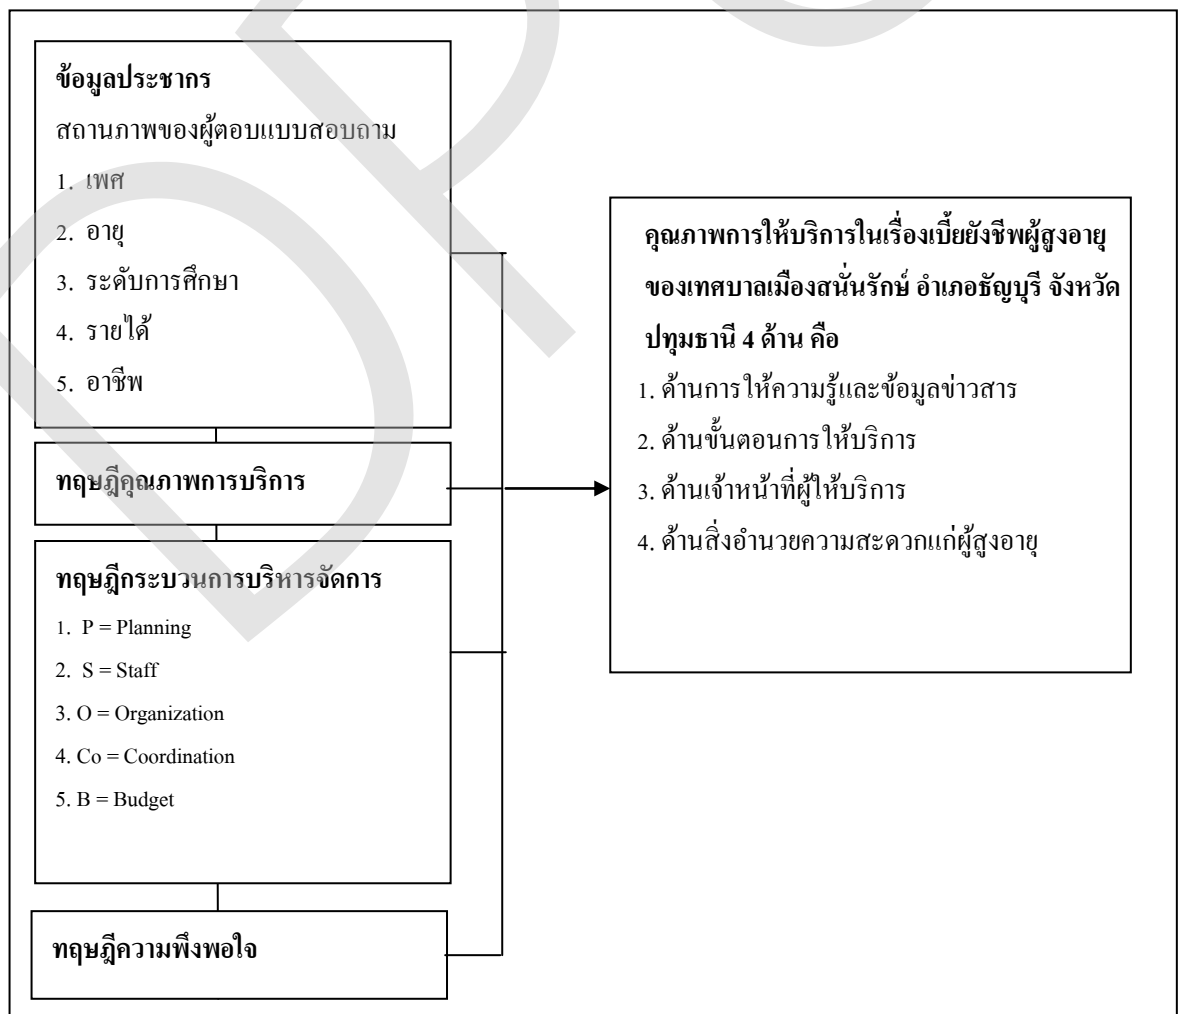 ข้อมูลประชากร
สถานภาพของผู้ตอบแบบสอบถาม
1. เพศ
2. อายุ
3. ระดับการศึกษา
4. รายได้
5. อาชีพ
ทฤษฎีคุณภาพการบริการ
ทฤษฎีกระบวนการบริหารจัดการ
1. P = Planning
2. S = Staff
3. O = Organization
4. Co = Coordination
5. B = Budget
ทฤษฎีความพึงพอใจ
คุณภาพการให้บริการในเรื่องเบี้ยยังชีพผู้สูงอายุ
ของเทศบาลเมืองสนั่นรักษ์ อำเภอธัญบุรี จังหวัด
ปทุมธานี 4 ด้าน คือ
1. ด้านการให้ความรู้และข้อมูลข่าวสาร
2. ด้านขั้นตอนการให้บริการ
3. ด้านเจ้าหน้าที่ผู้ให้บริการ
4. ด้านสิ่งอำนวยความสะดวกแก่ผู้สูงอายุ